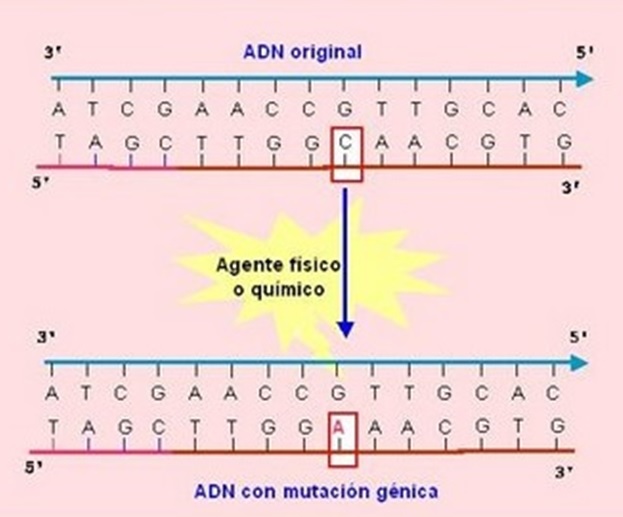 3' ADN original 5'
A T C G A A C C G T T G C A C
T A G C T T G G C A A C G T G
5' 3'
Agente físico
o químico
3' 5'
A T C G A A C C G T T G C A C
T A G C T T G G A A A C G T G
5' 3'
ADN con mutación génica